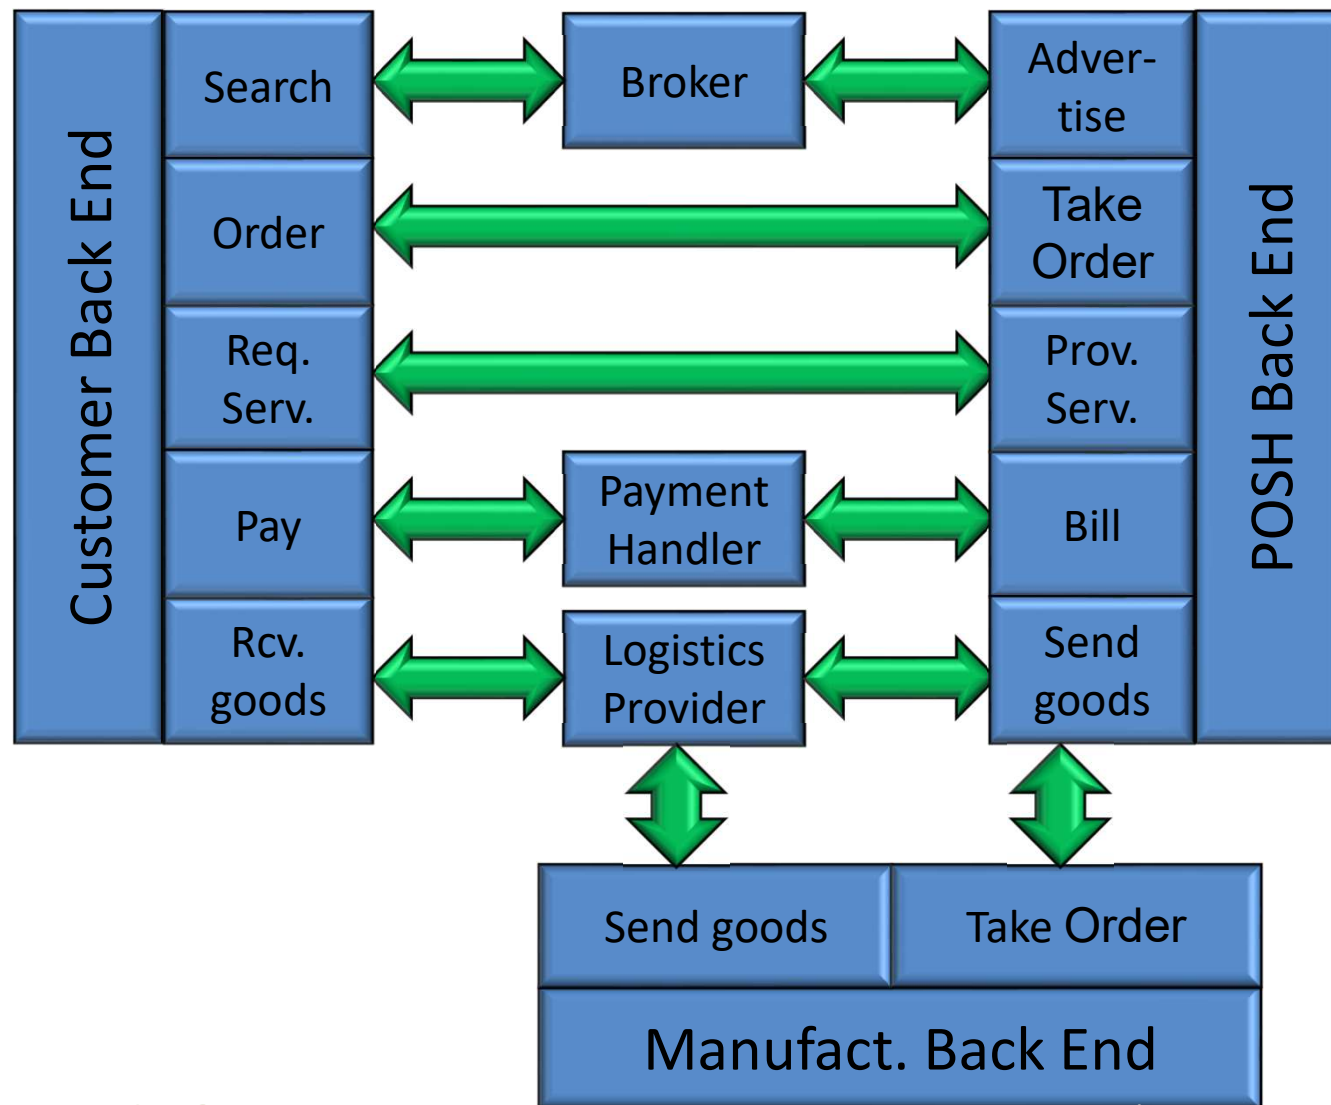 Customer Back End
Search
Broker
Adver-
tise
POSH Back End
Order
Take
Order
Req.
Serv.
Prov.
Serv.
Pay
Payment
Handler
Bill
Rcv.
goods
Logistics
Provider
Send
goods
Send goods
Take Order
Manufact. Back End